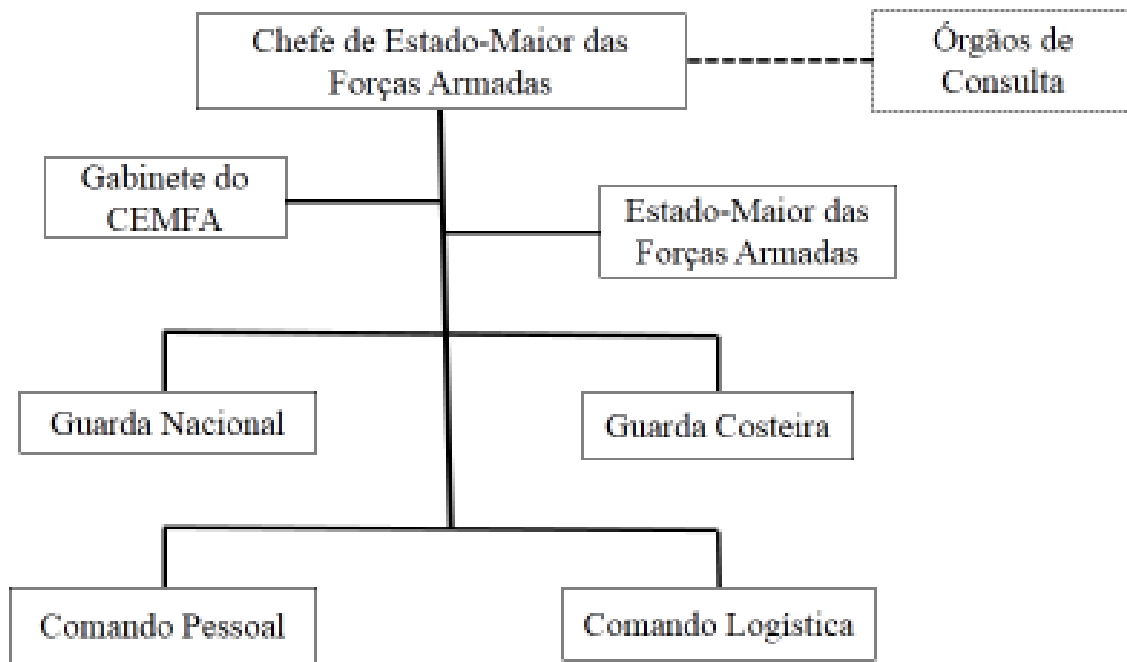 Chefe de Estado-Maior das
Forças Armadas
Órgãos de
Consulta
Gabinete do
CEMFA
Estado-Maior das
Forças Armadas
Guarda Nacional
Guarda Costeira
Comando Pessoal
Comando Logística